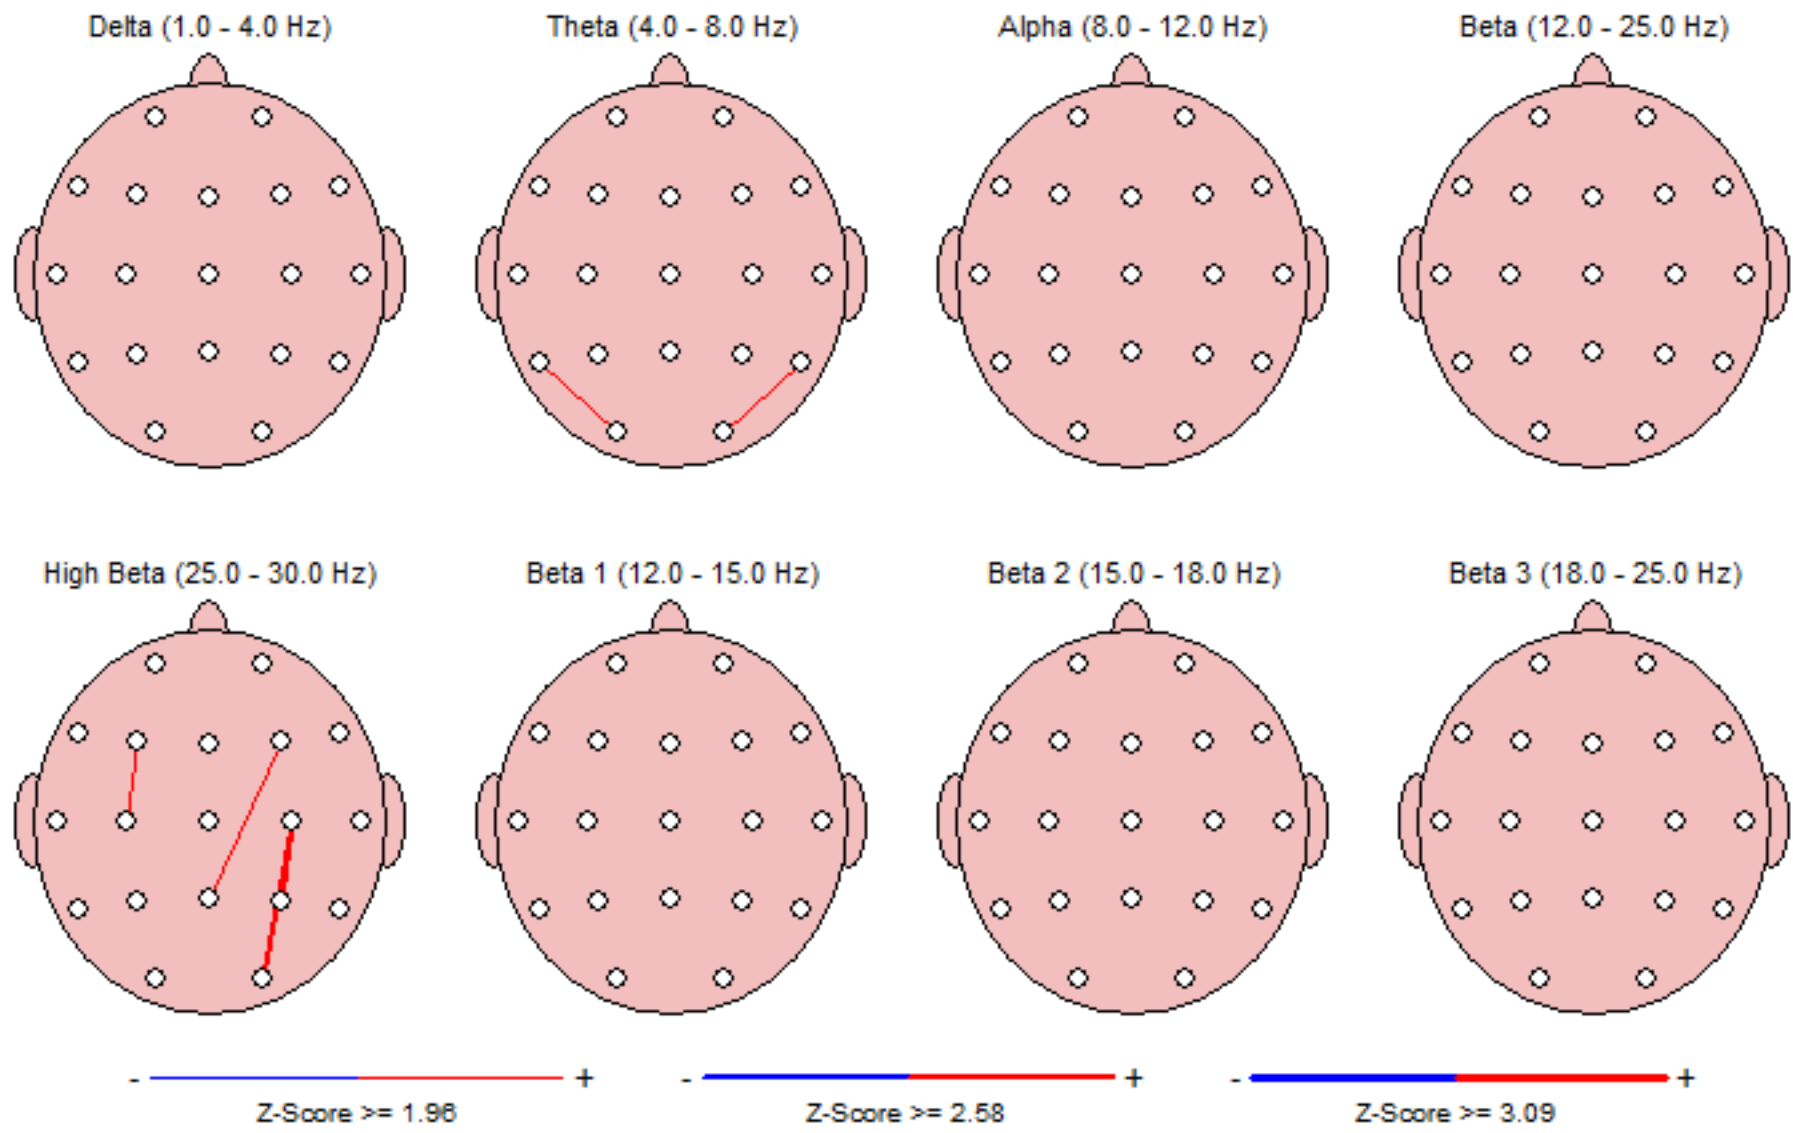 Delta (1.0 - 4.0 Hz)
Theta (4.0 - 8.0 Hz)
Alpha (8.0 - 12.0 Hz)
Beta (12.0 - 25.0 Hz)
High Beta (25.0 - 30.0 Hz)
Beta 1 (12.0 - 15.0 Hz)
Beta 2 (15.0 - 18.0 Hz)
Beta 3 (18.0 - 25.0 Hz)
- +
- +
- +
Z-Score >= 1.96
Z-Score >= 2.58
Z-Score >= 3.09